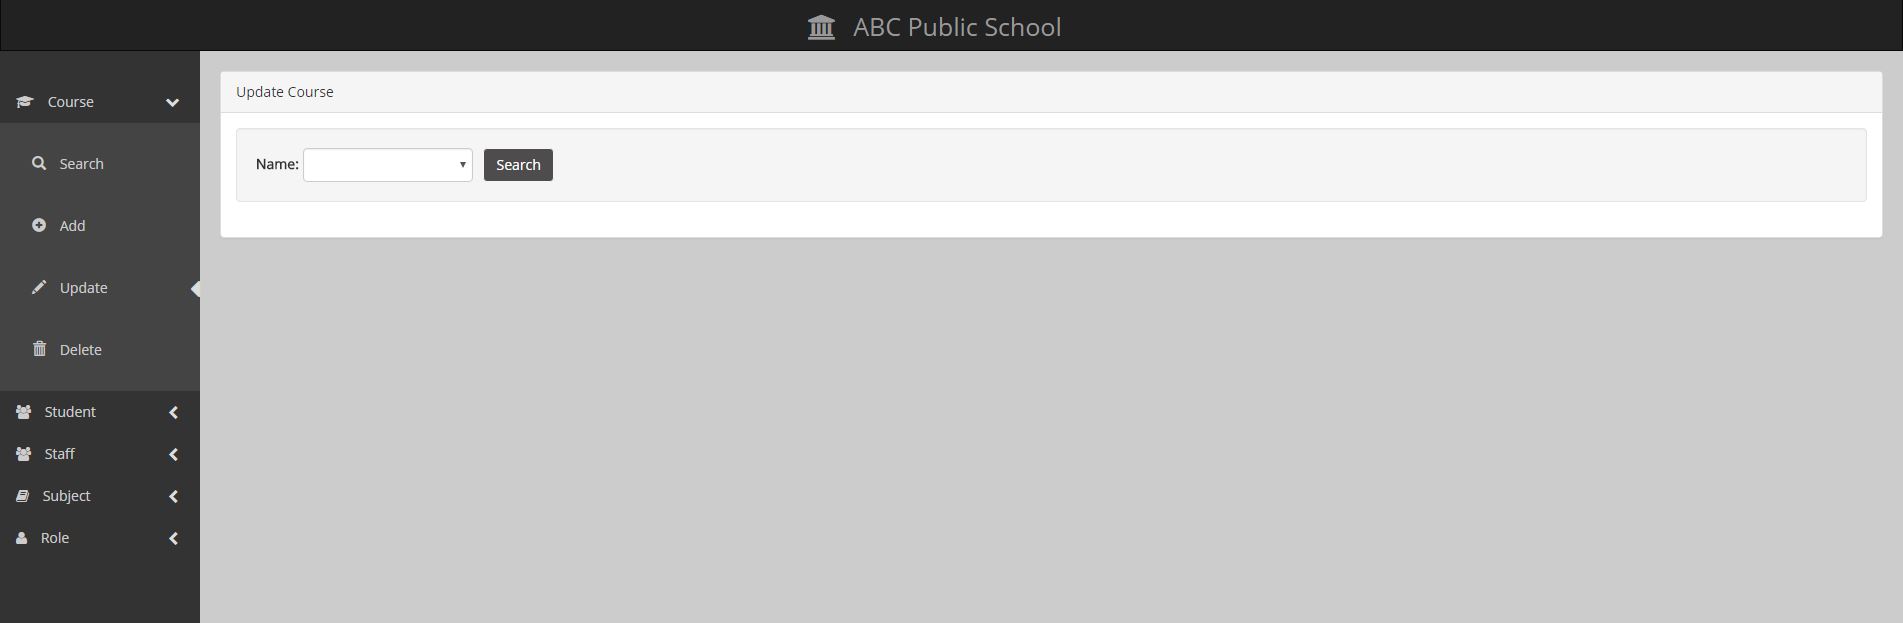 ABC Public School
Course
Search
Add
Update
Delete
Student
Staff
Subject
Role
Update Course
Name: Search